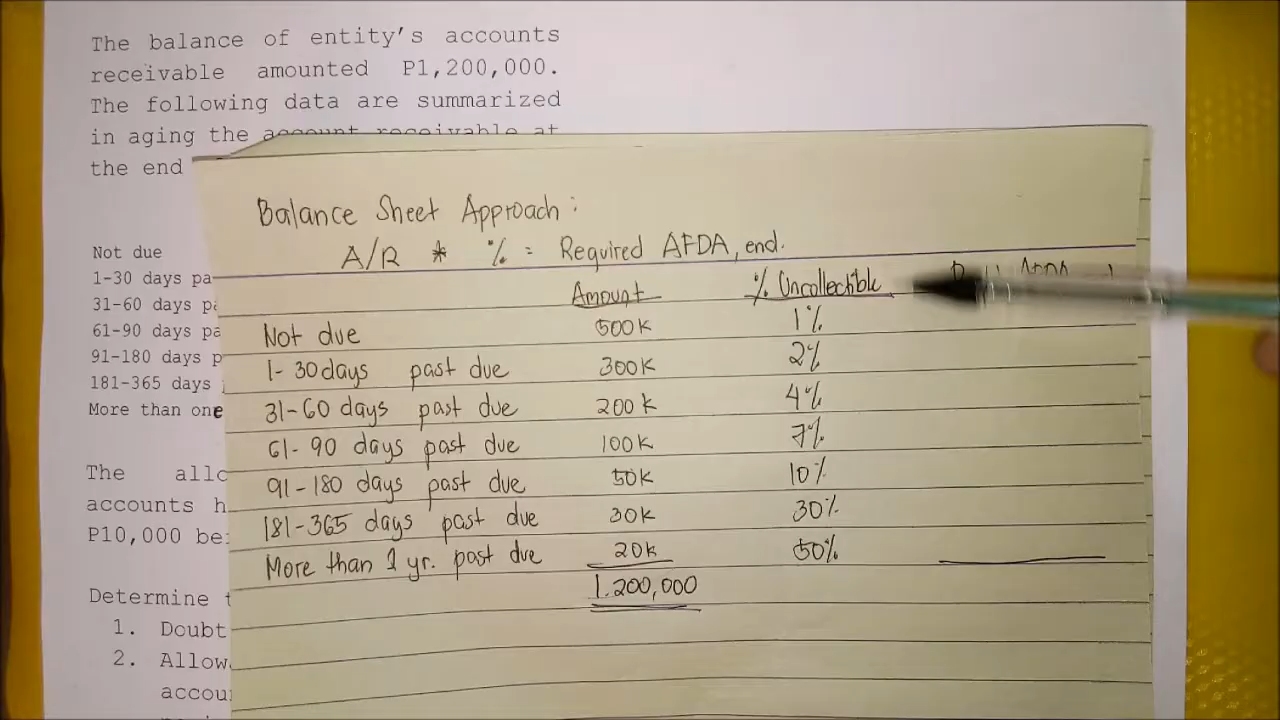 The balance of entity's accounts
receivable amounted P1,200,000.
The following data are summarized
in aging the account receivable at
the end
Balance Sheet Approach:
A/R * % = Required AFDA, end.
Amount % Uncollectible
Not due 500K 1%
1-30 days past due 300K 2%
31-60 days past due 200K 4%
61-90 days past due 100K 7%
91-180 days past due 50K 10%
181-365 days past due 30K 30%
More than 1 yr. past due 20K 50%
1,200,000
Not due
1-30 days pa
31-60 days pa
61-90 days pa
91-180 days p
181-365 days
More than one
The allo
accounts h
P10,000 be
Determine t
1. Doubt
2. Allow
accou